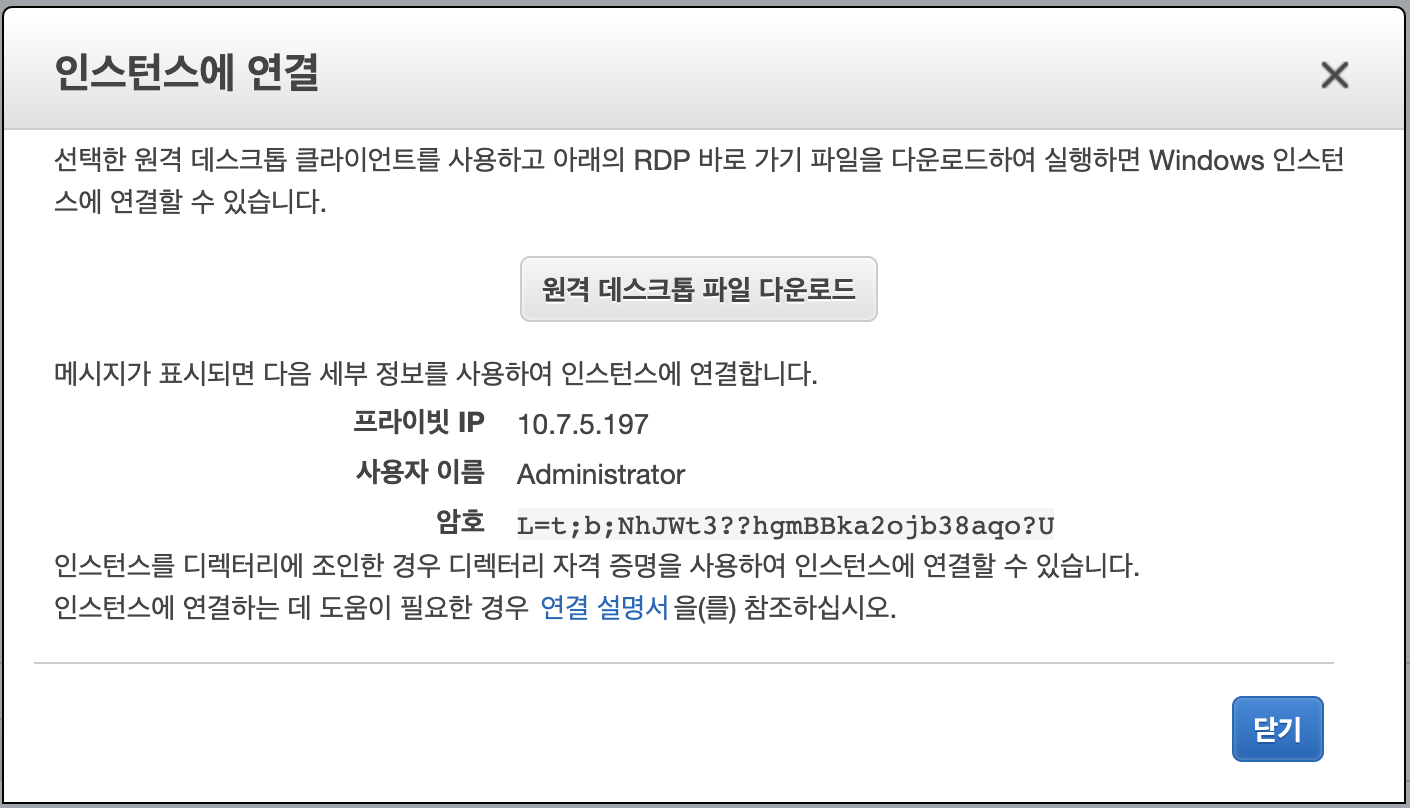 인스턴스에 연결
선택한 원격 데스크톱 클라이언트를 사용하고 아래의 RDP 바로 가기 파일을 다운로드하여 실행하면 Windows 인스턴
스에 연결할 수 있습니다.
원격 데스크톱 파일 다운로드
메시지가 표시되면 다음 세부 정보를 사용하여 인스턴스에 연결합니다.
프라이빗 IP 10.7.5.197
사용자 이름 Administrator
암호 L=t;b;NhJWt3??hgmBBka2ojb38aqo?U
인스턴스를 디렉터리에 조인한 경우 디렉터리 자격 증명을 사용하여 인스턴스에 연결할 수 있습니다.
인스턴스에 연결하는 데 도움이 필요한 경우 연결 설명서을(를) 참조하십시오.
닫기